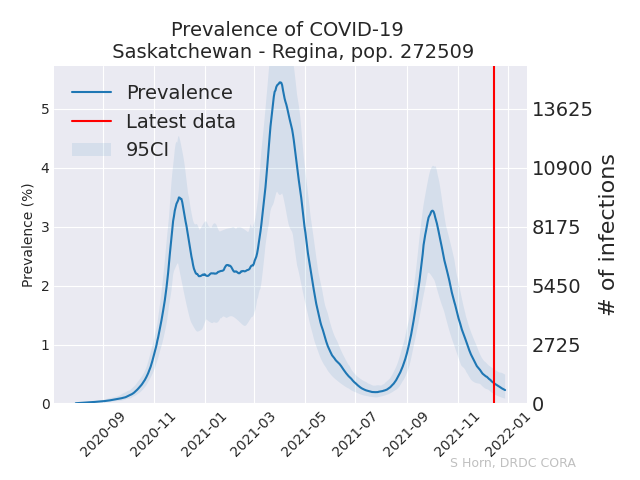 Prevalence of COVID-19
Saskatchewan - Regina, pop. 272509
Prevalence
Latest data
95CI
Prevalence (%)
5
4
3
2
1
0
13625
10900
8175
5450
2725
0
# of infections
2020-09
2020-11
2021-01
2021-03
2021-05
2021-07
2021-09
2021-11
2022-01
S Horn, DRDC CORA